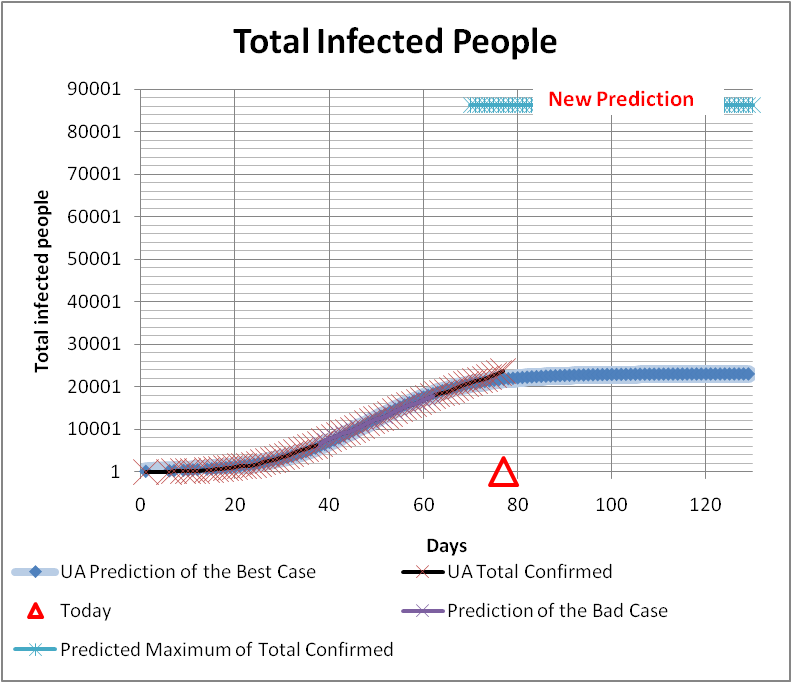 Total Infected People
90001
New Prediction
80001
70001
60001
50001
40001
30001
20001
10001
1
Total infected people
0 20 40 60 80 100 120
Days
UA Prediction of the Best Case
UA Total Confirmed
Today
Prediction of the Bad Case
Predicted Maximum of Total Confirmed